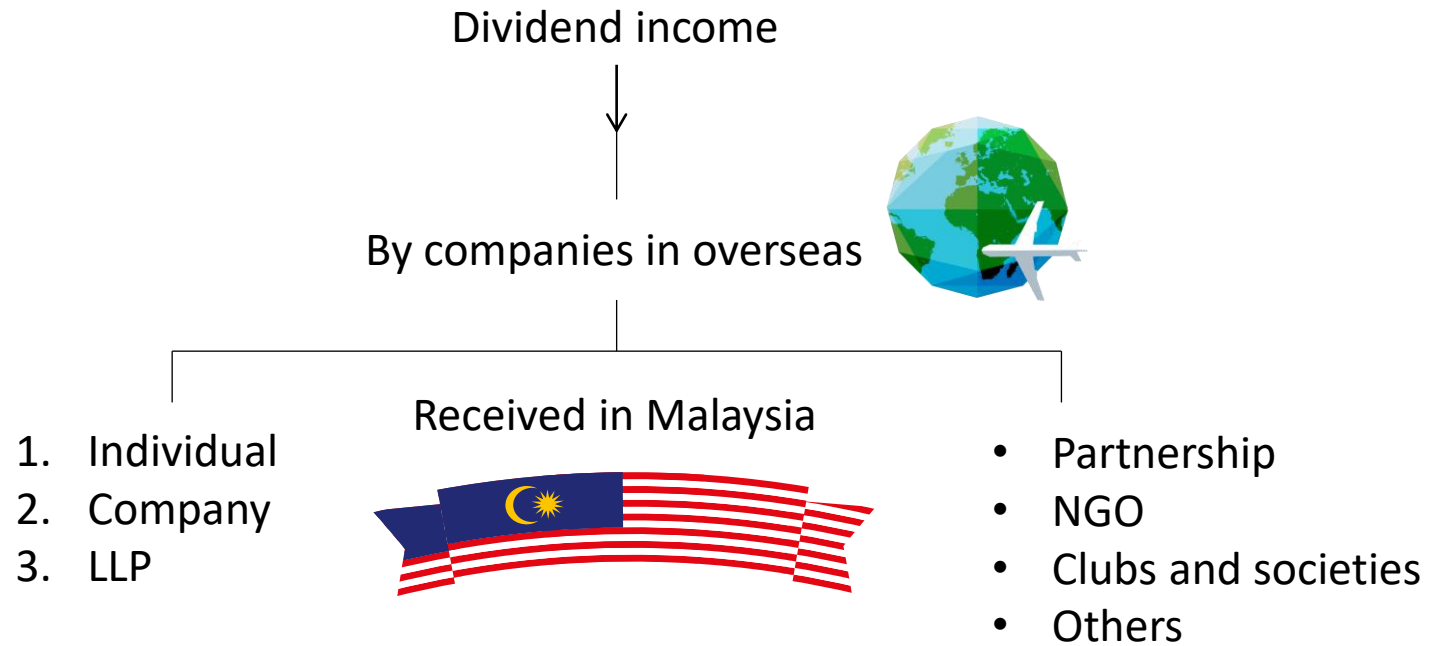 Dividend income
By companies in overseas
Received in Malaysia
1. Individual
2. Company
3. LLP
• Partnership
• NGO
• Clubs and societies
• Others